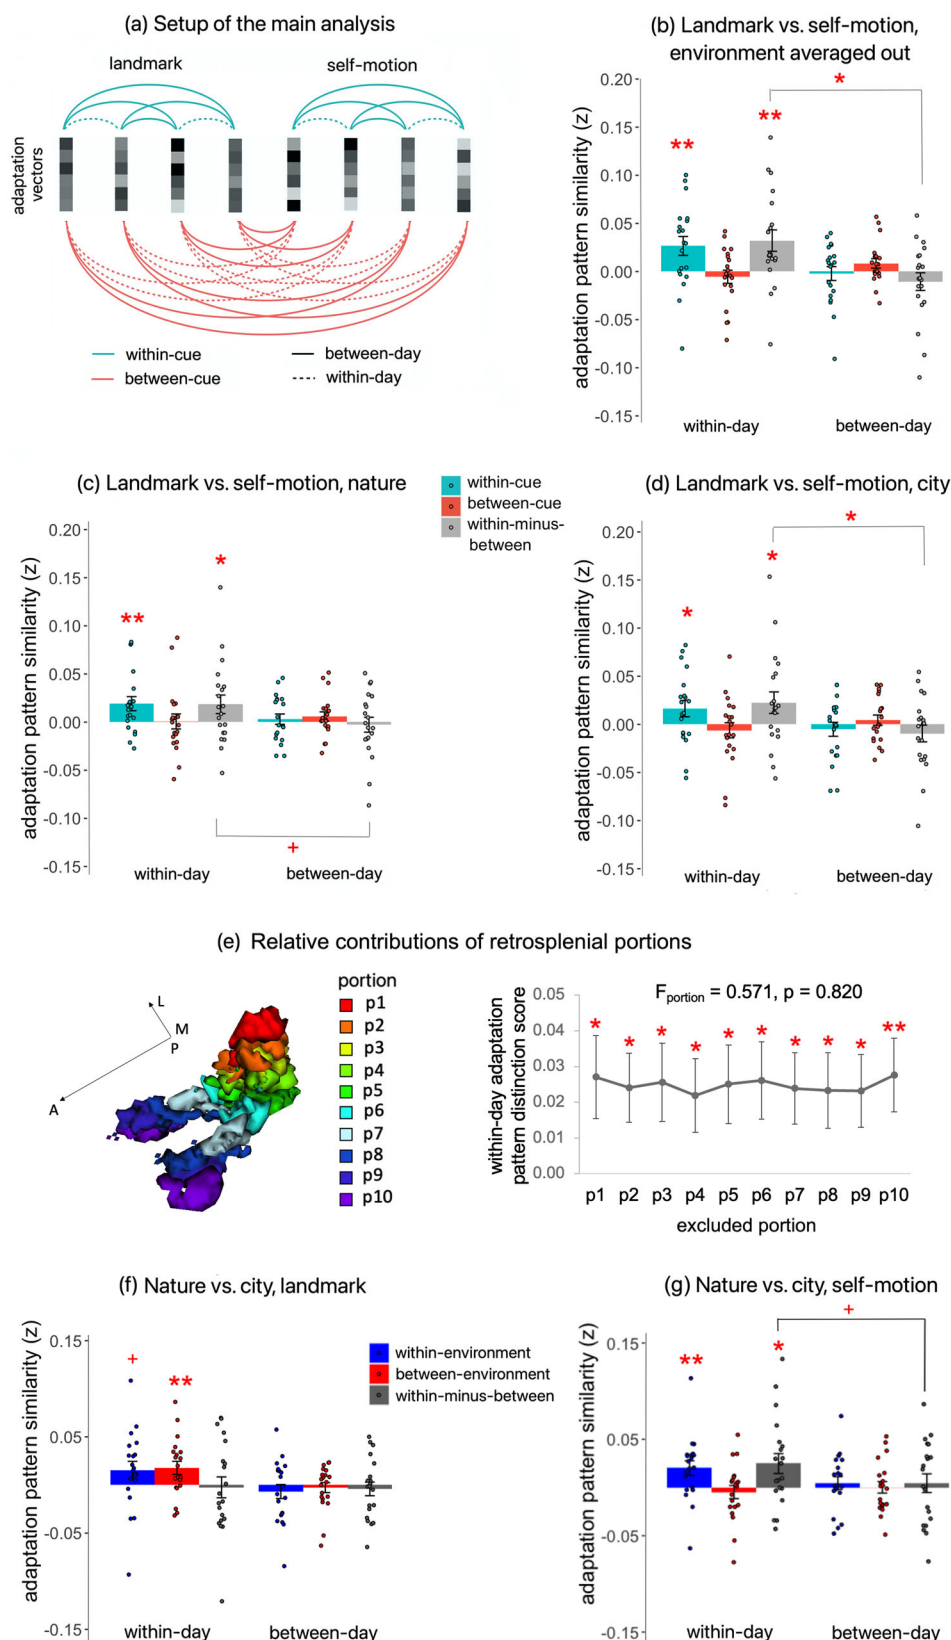 (a) Setup of the main analysis
landmark
self-motion
adaptation
vectors
within-cue
between-day
between-cue
within-day
(b) Landmark vs. self-motion,
environment averaged out
adaptation pattern similarity (z)
0.20
0.15
0.10
0.05
0.00
-0.05
-0.10
-0.15
*
**
**
within-day
between-day
(c) Landmark vs. self-motion, nature
within-cue
between-cue
within-minus-
between
adaptation pattern similarity (z)
0.20
0.15
0.10
0.05
0.00
-0.05
-0.10
-0.15
**
*
+
within-day
between-day
(d) Landmark vs. self-motion, city
adaptation pattern similarity (z)
0.20
0.15
0.10
0.05
0.00
-0.05
-0.10
-0.15
*
*
*
within-day
between-day
(e) Relative contributions of retrosplenial portions
L
M
P
A
portion
p1
p2
p3
p4
p5
p6
p7
p8
p9
p10
within-day adaptation
pattern distinction score
0.05
0.04
0.03
0.02
0.01
0.00
Fportion = 0.571, p = 0.820
* * * * * * * * * **
p1 p2 p3 p4 p5 p6 p7 p8 p9 p10
excluded portion
(f) Nature vs. city, landmark
within-environment
between-environment
within-minus-between
adaptation pattern similarity (z)
0.15
0.05
-0.05
-0.15
+
**
within-day
between-day
(g) Nature vs. city, self-motion
adaptation pattern similarity (z)
0.15
0.05
-0.05
-0.15
+
**
*
within-day
between-day